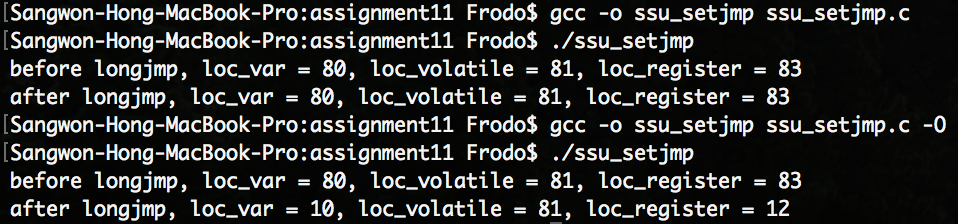 [Sangwon-Hong-MacBook-Pro:assignment11 Frodo$ gcc -o ssu_setjmp ssu_setjmp.c
[Sangwon-Hong-MacBook-Pro:assignment11 Frodo$ ./ssu_setjmp
before longjmp, loc_var = 80, loc_volatile = 81, loc_register = 83
after longjmp, loc_var = 80, loc_volatile = 81, loc_register = 83
[Sangwon-Hong-MacBook-Pro:assignment11 Frodo$ gcc -o ssu_setjmp ssu_setjmp.c -O
[Sangwon-Hong-MacBook-Pro:assignment11 Frodo$ ./ssu_setjmp
before longjmp, loc_var = 80, loc_volatile = 81, loc_register = 83
after longjmp, loc_var = 10, loc_volatile = 81, loc_register = 12